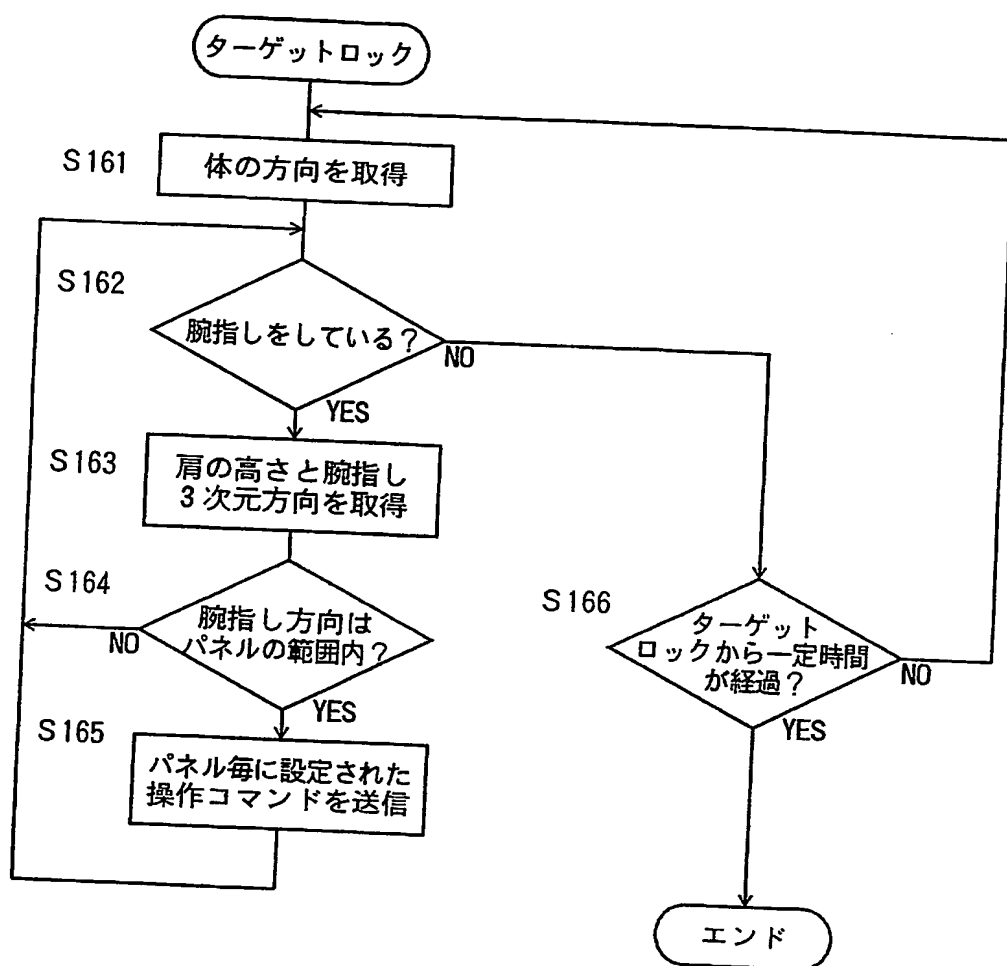 ターゲットロック
S161
体の方向を取得
S162
腕指しをしている?
NO
YES
S163
肩の高さと腕指し
3次元方向を取得
S164
腕指し方向は
パネルの範囲内?
NO
YES
S165
パネル毎に設定された
操作コマンドを送信
S166
ターゲット
ロックから一定時間
が経過?
NO
YES
エンド